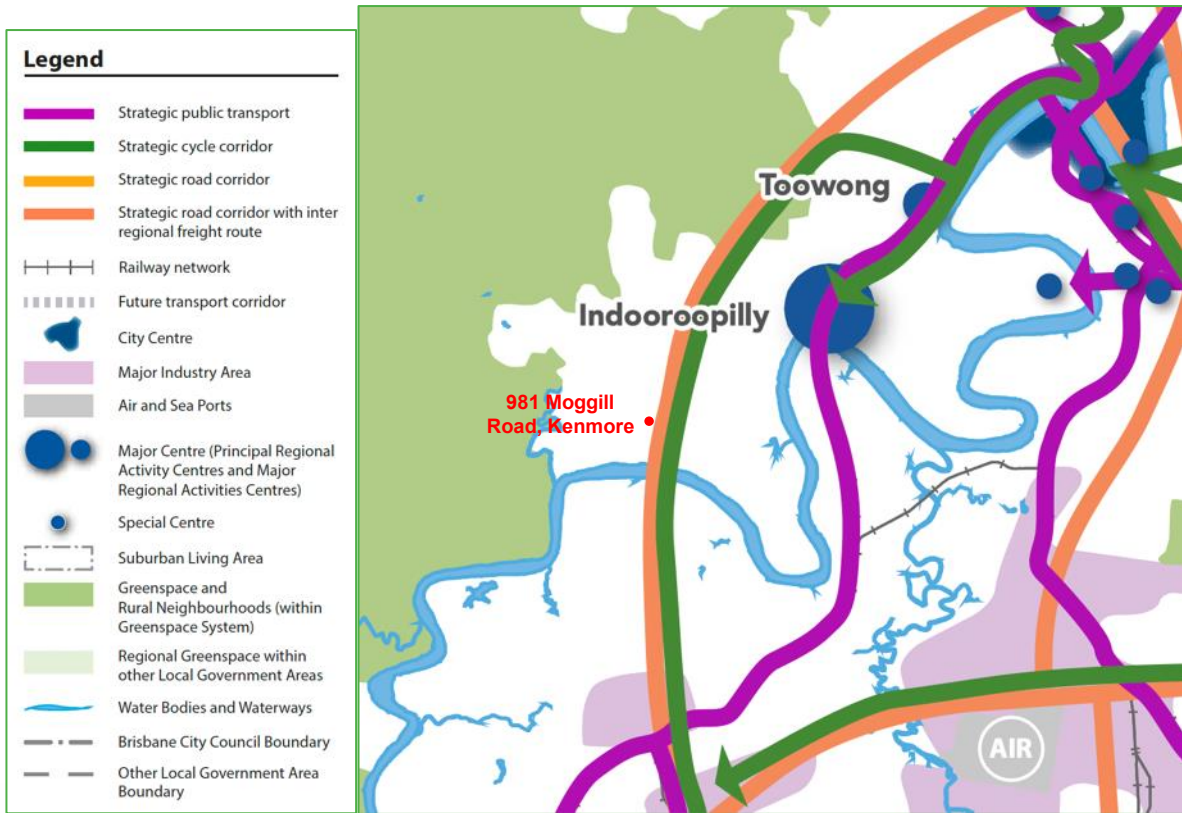 Legend
Strategic public transport
Strategic cycle corridor
Strategic road corridor
Strategic road corridor with inter
regional freight route
Railway network
Future transport corridor
City Centre
Major Industry Area
Air and Sea Ports
Major Centre (Principal Regional
Activity Centres and Major
Regional Activities Centres)
Special Centre
Suburban Living Area
Greenspace and
Rural Neighbourhoods (within
Greenspace System)
Regional Greenspace within
other Local Government Areas
Water Bodies and Waterways
Brisbane City Council Boundary
Other Local Government Area
Boundary
Toowong
Indooroopilly
981 Moggill
Road, Kenmore
AIR